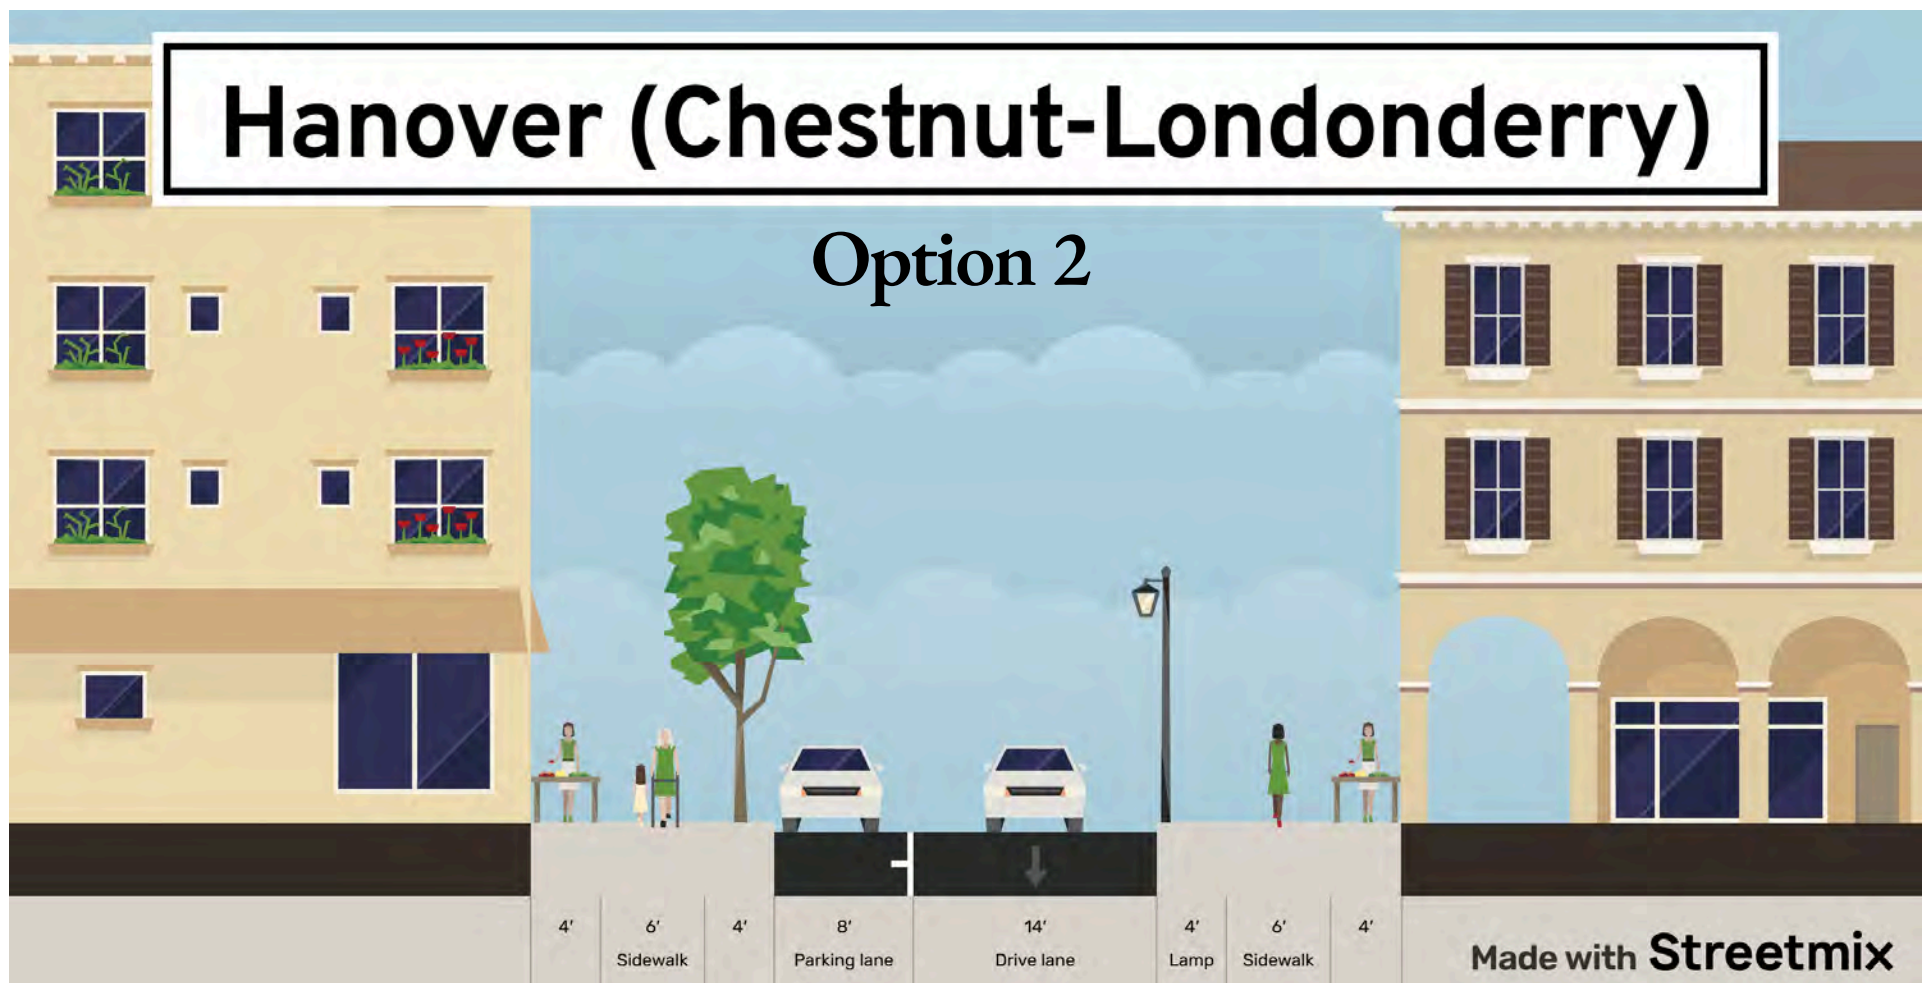 Hanover (Chestnut-Londonderry)
Option 2
4' 6' 4' 8' 14' 4' 6' 4'
Sidewalk Parking lane Drive lane Lamp Sidewalk
Made with Streetmix